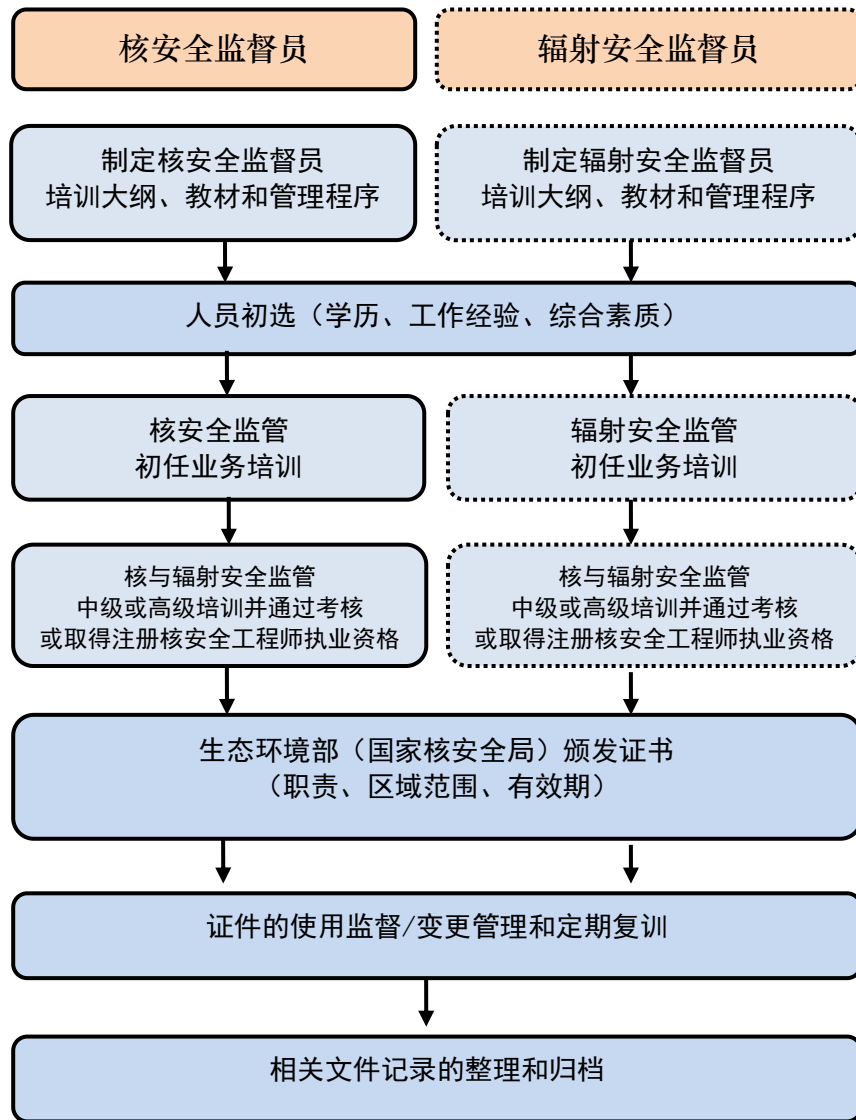 核安全监督员
辐射安全监督员
制定核安全监督员
培训大纲、教材和管理程序
制定辐射安全监督员
培训大纲、教材和管理程序
人员初选（学历、工作经验、综合素质）
核安全监管
初任业务培训
辐射安全监管
初任业务培训
核与辐射安全监管
中级或高级培训并通过考核
或取得注册核安全工程师执业资格
核与辐射安全监管
中级或高级培训并通过考核
或取得注册核安全工程师执业资格
生态环境部（国家核安全局）颁发证书
（职责、区域范围、有效期）
证件的使用监督/变更管理和定期复训
相关文件记录的整理和归档